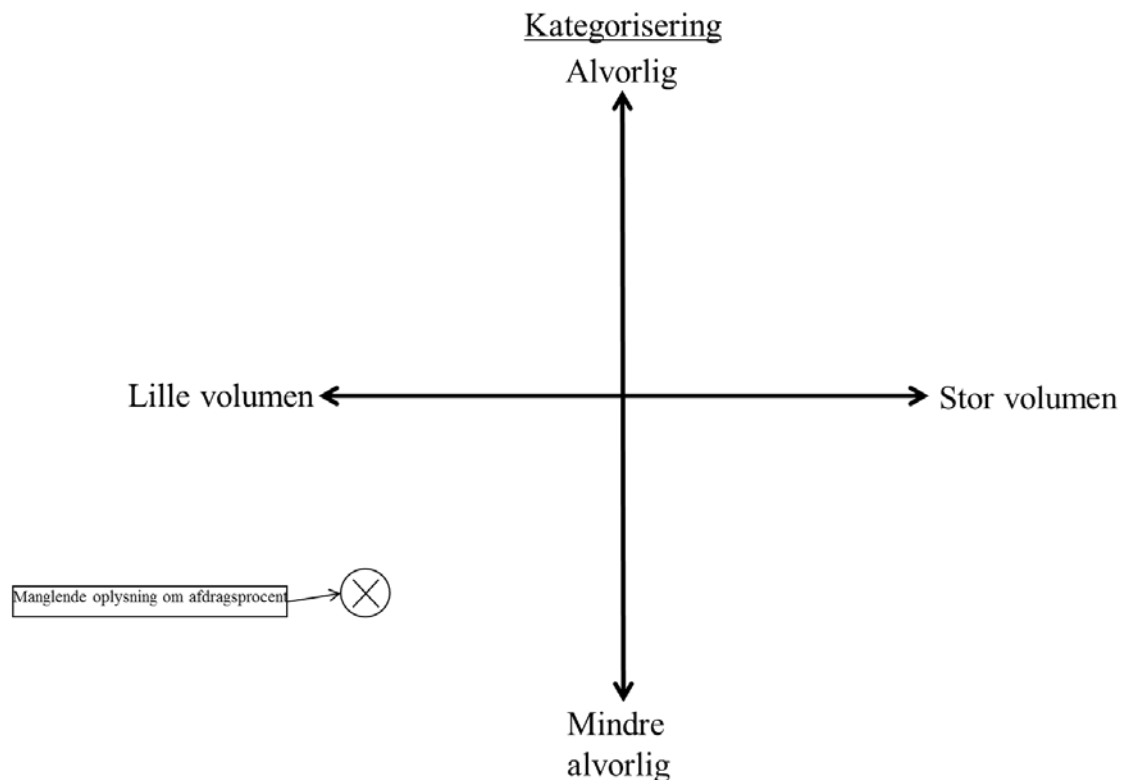 Kategorisering
Alvorlig
Lille volumen
Stor volumen
Manglende oplysning om afdragsprocent
Mindre
alvorlig